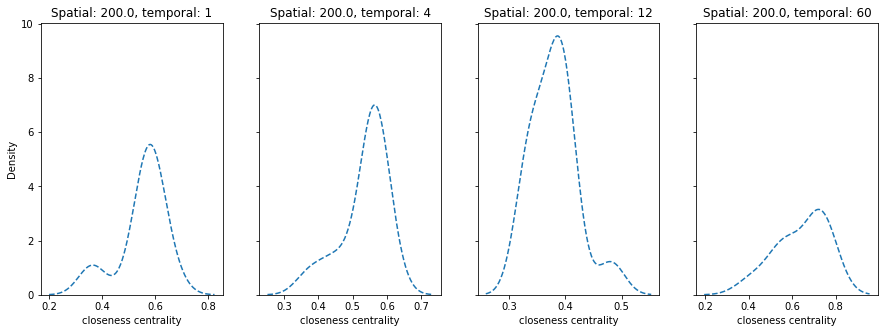 Spatial: 200.0, temporal: 1
Spatial: 200.0, temporal: 4
Spatial: 200.0, temporal: 12
Spatial: 200.0, temporal: 60
Density
10
8
6
4
2
0
0.2 0.4 0.6 0.8
closeness centrality
0.3 0.4 0.5 0.6 0.7
closeness centrality
0.3 0.4 0.5
closeness centrality
0.2 0.4 0.6 0.8
closeness centrality